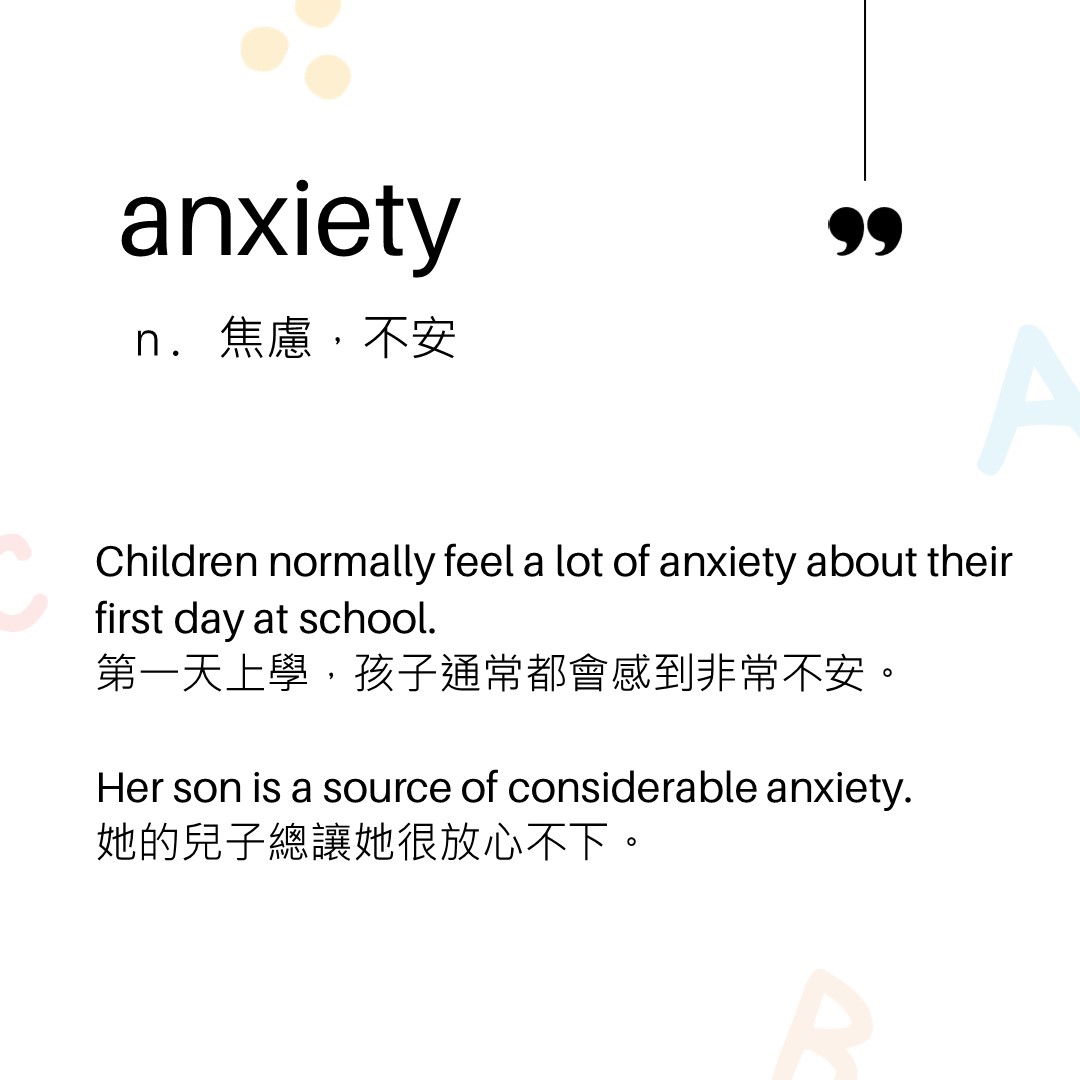 anxiety
”
n. 焦慮，不安
A
C
Children normally feel a lot of anxiety about their
first day at school.
第一天上學，孩子通常都會感到非常不安。
Her son is a source of considerable anxiety.
她的兒子總讓她很放心不下。
B